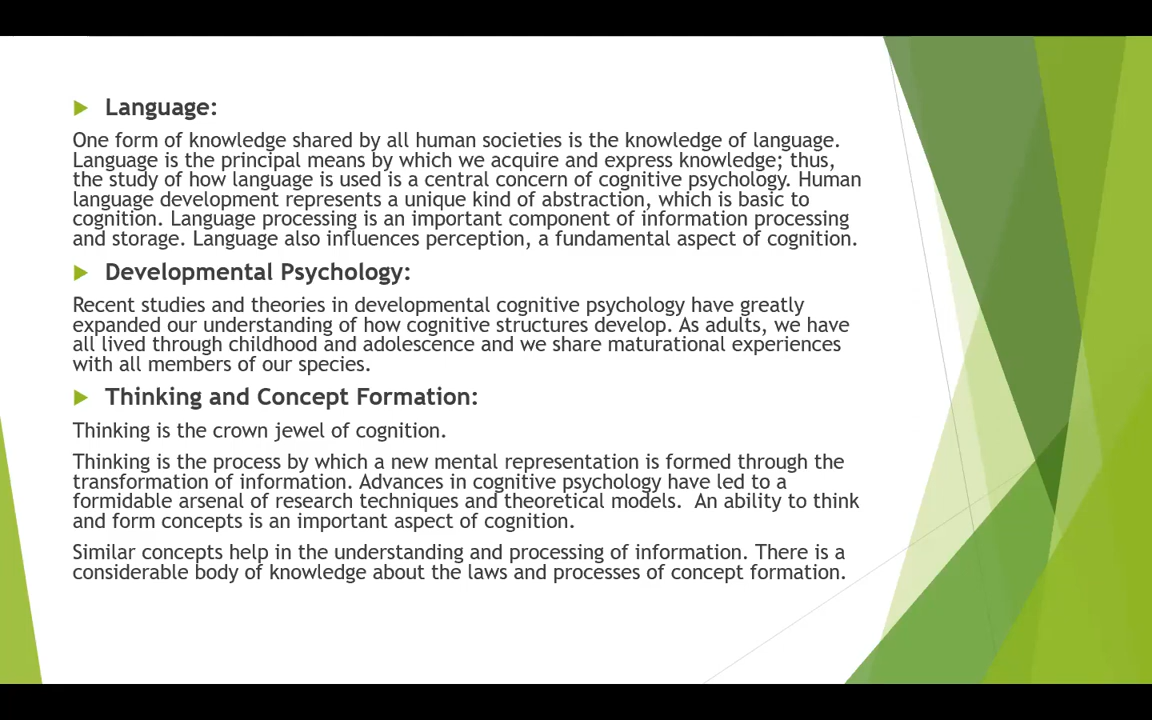 Language:
One form of knowledge shared by all human societies is the knowledge of language.
Language is the principal means by which we acquire and express knowledge; thus,
the study of how language is used is a central concern of cognitive psychology. Human
language development represents a unique kind of abstraction, which is basic to
cognition. Language processing is an important component of information processing
and storage. Language also influences perception, a fundamental aspect of cognition.
Developmental Psychology:
Recent studies and theories in developmental cognitive psychology have greatly
expanded our understanding of how cognitive structures develop. As adults, we have
all lived through childhood and adolescence and we share maturational experiences
with all members of our species.
Thinking and Concept Formation:
Thinking is the crown jewel of cognition.
Thinking is the process by which a new mental representation is formed through the
transformation of information. Advances in cognitive psychology have led to a
formidable arsenal of research techniques and theoretical models.  An ability to think
and form concepts is an important aspect of cognition.
Similar concepts help in the understanding and processing of information. There is a
considerable body of knowledge about the laws and processes of concept formation.